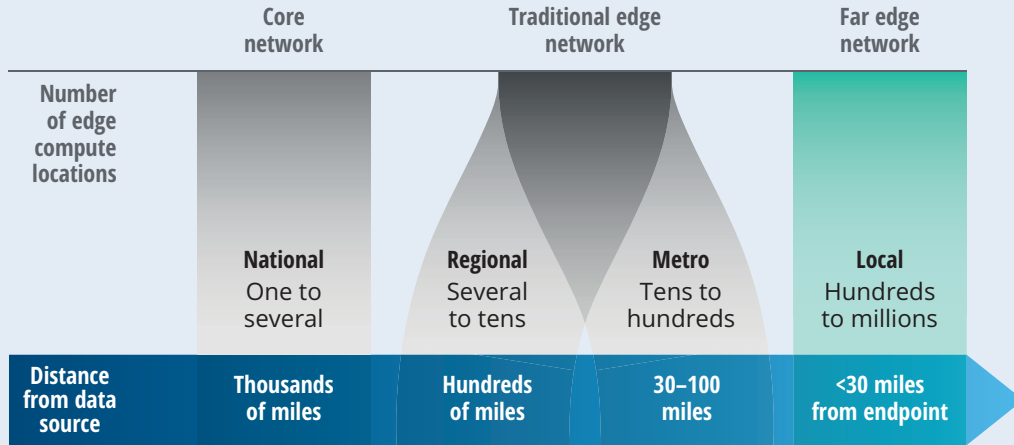 Core
network
Traditional edge
network
Far edge
network
Number
of edge
compute
locations
National
One to
several
Regional
Several
to tens
Metro
Tens to
hundreds
Local
Hundreds
to millions
Distance
from data
source
Thousands
of miles
Hundreds
of miles
30–100
miles
<30 miles
from endpoint